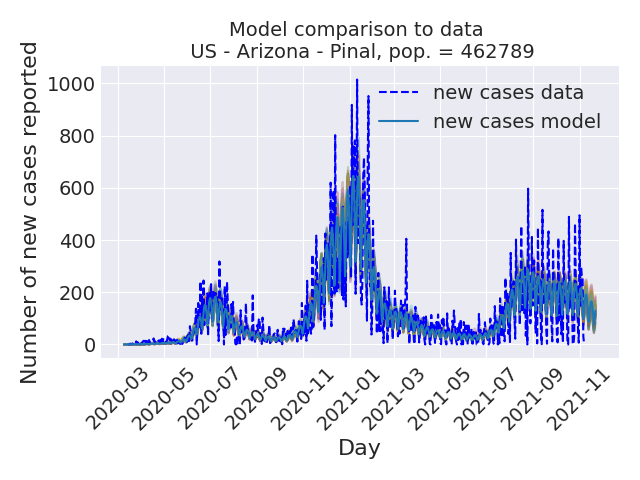 Model comparison to data
US - Arizona - Pinal, pop. = 462789
Number of new cases reported
1000
800
600
400
200
0
new cases data
new cases model
2020-03
2020-05
2020-07
2020-09
2020-11
2021-01
2021-03
2021-05
2021-07
2021-09
2021-11
Day